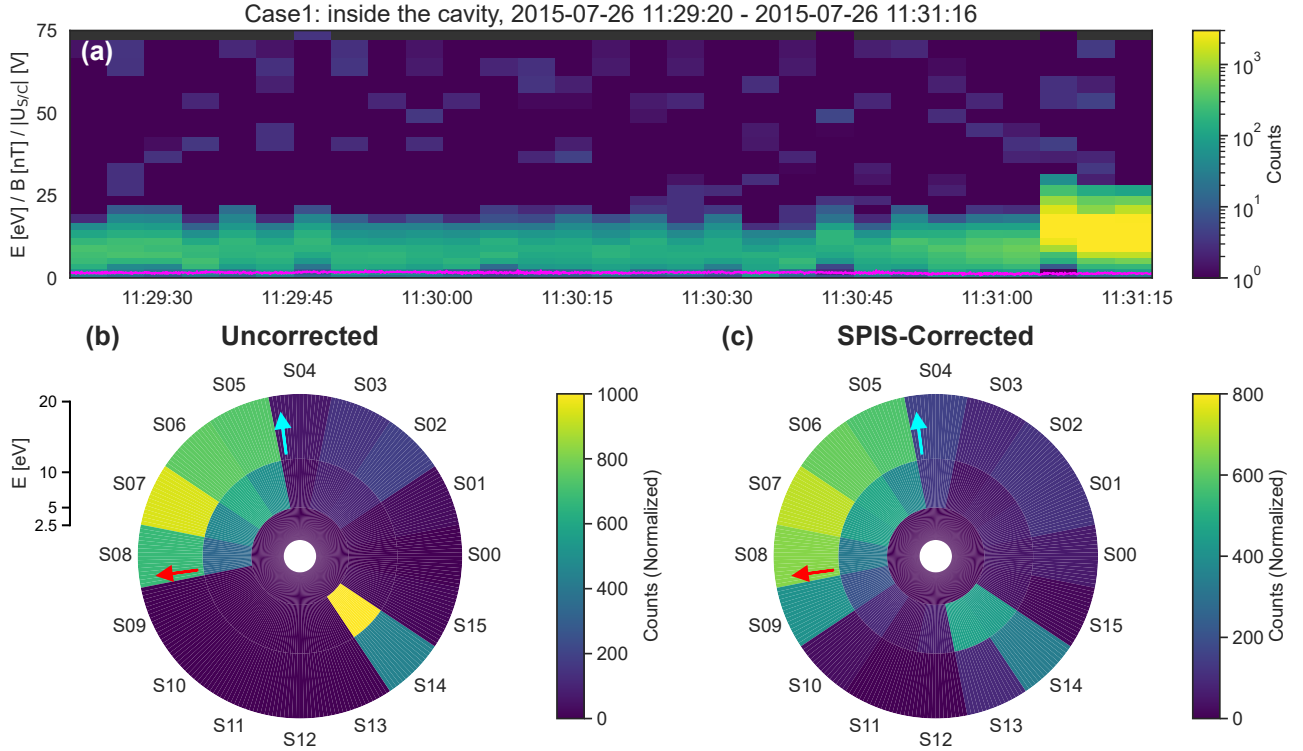 Case1: inside the cavity, 2015-07-26 11:29:20 - 2015-07-26 11:31:16
(a)
E [eV] / B [nT] / |U_S/C| [V]
75
50
25
0
11:29:30 11:29:45 11:30:00 11:30:15 11:30:30 11:30:45 11:31:00 11:31:15
10^3
10^2
10^1
10^0
Counts
(b) Uncorrected
E [eV]
20
10
5
2.5
S04
S03
S02
S01
S00
S15
S14
S13
S12
S11
S10
S09
S08
S07
S06
S05
1000
800
600
400
200
0
Counts (Normalized)
(c) SPIS-Corrected
S04
S03
S02
S01
S00
S15
S14
S13
S12
S11
S10
S09
S08
S07
S06
S05
800
600
400
200
0
Counts (Normalized)